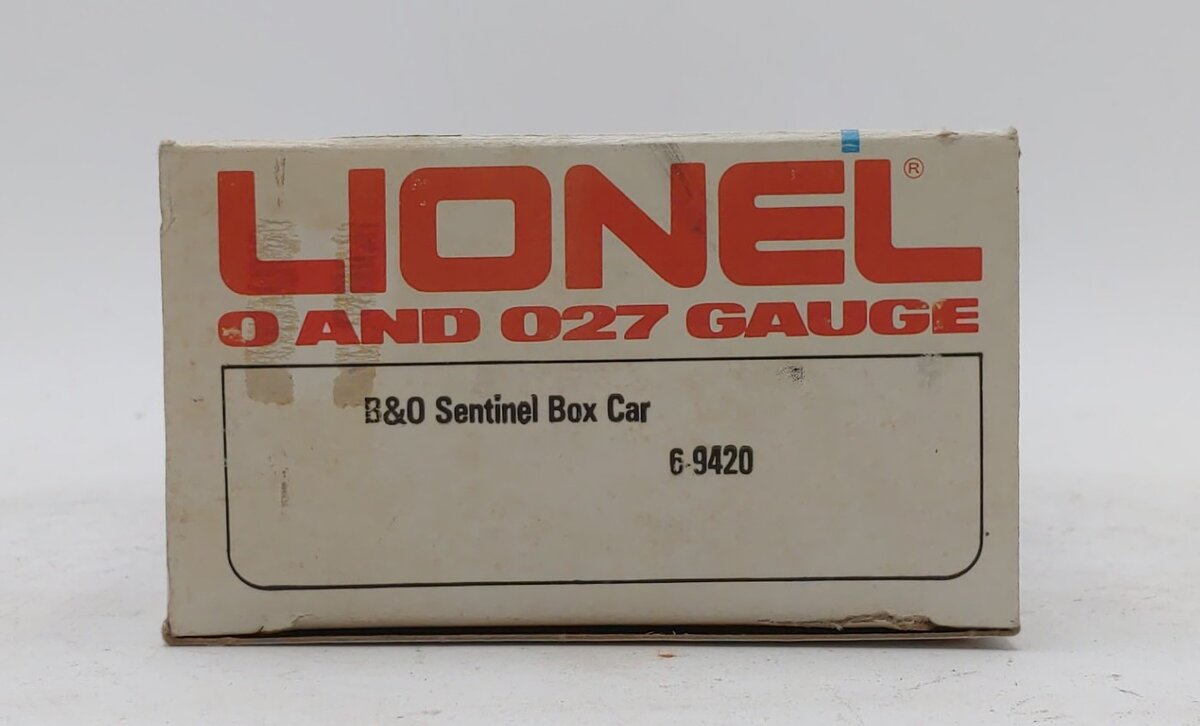 LIONEL®
O AND O27 GAUGE
B&O Sentinel Box Car
6-9420